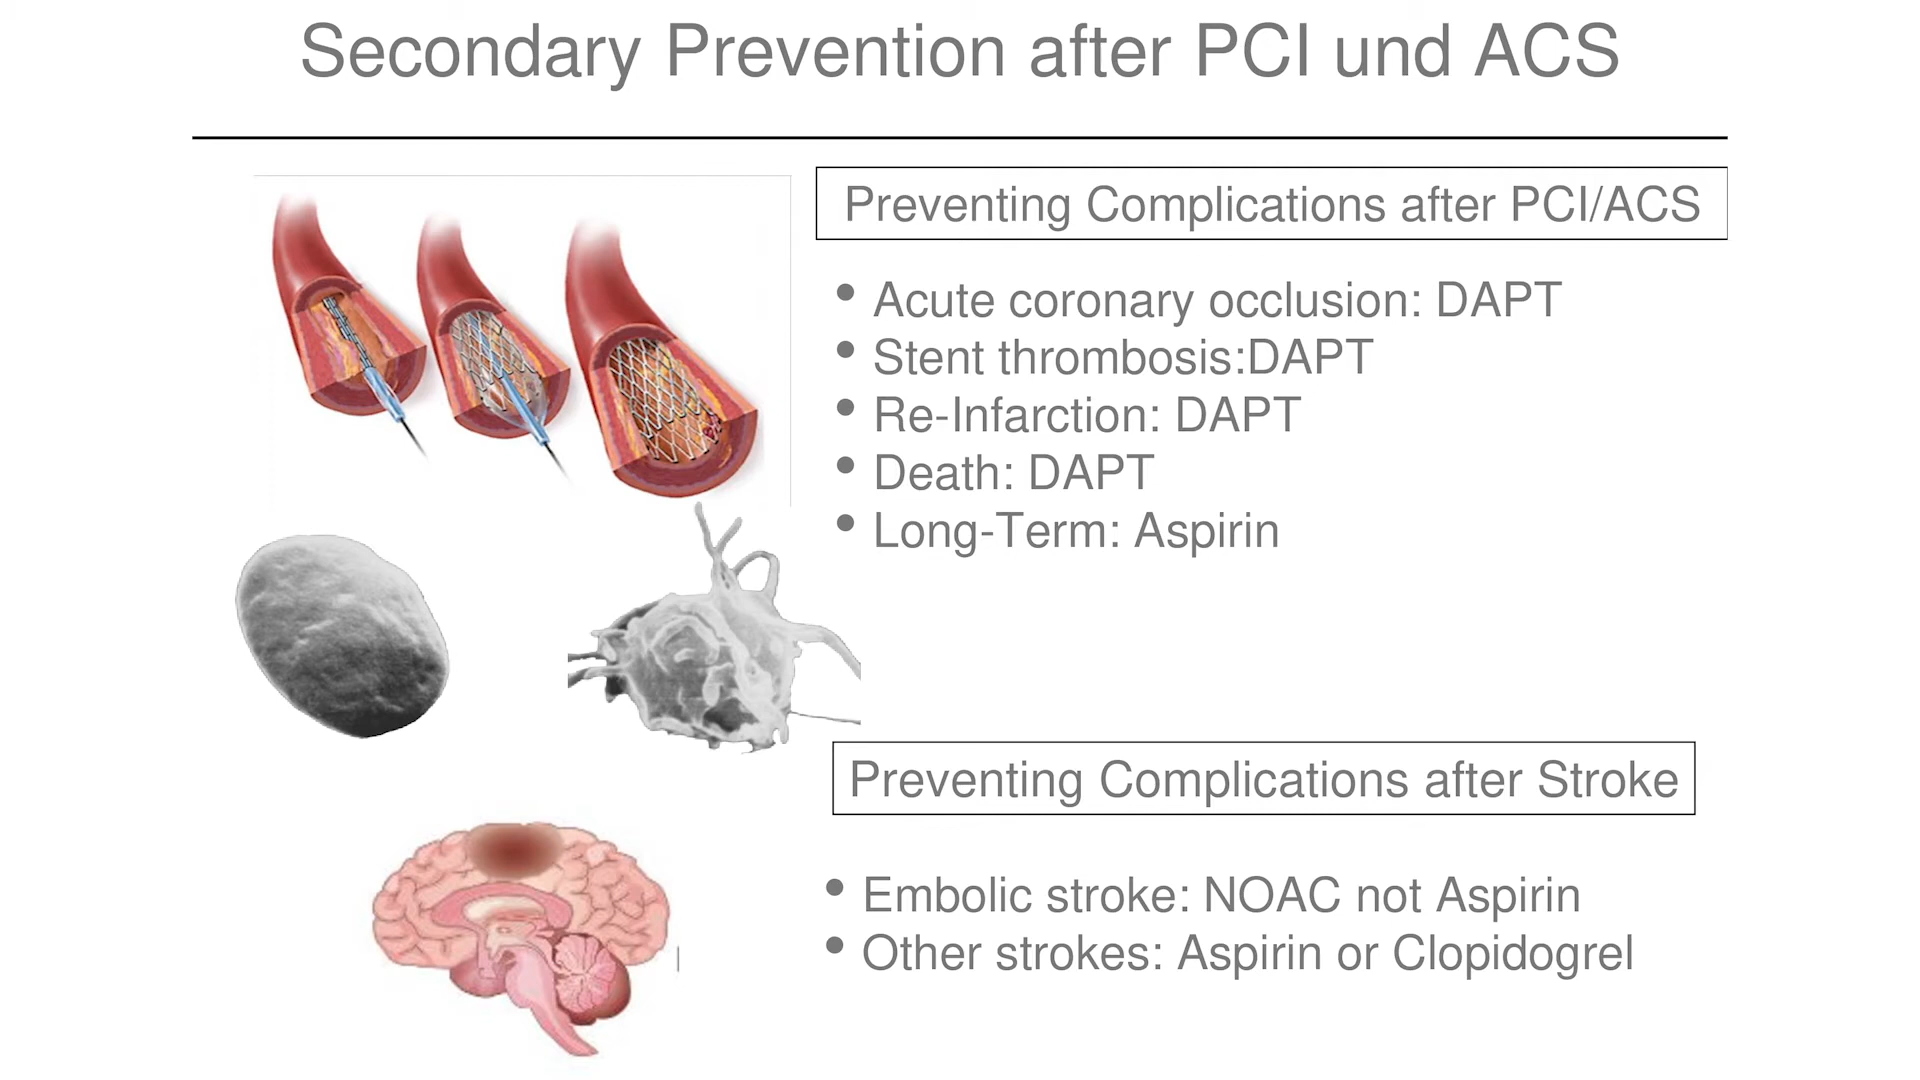 Secondary Prevention after PCI und ACS
Preventing Complications after PCI/ACS
• Acute coronary occlusion: DAPT
• Stent thrombosis:DAPT
• Re-Infarction: DAPT
• Death: DAPT
• Long-Term: Aspirin
Preventing Complications after Stroke
• Embolic stroke: NOAC not Aspirin
• Other strokes: Aspirin or Clopidogrel